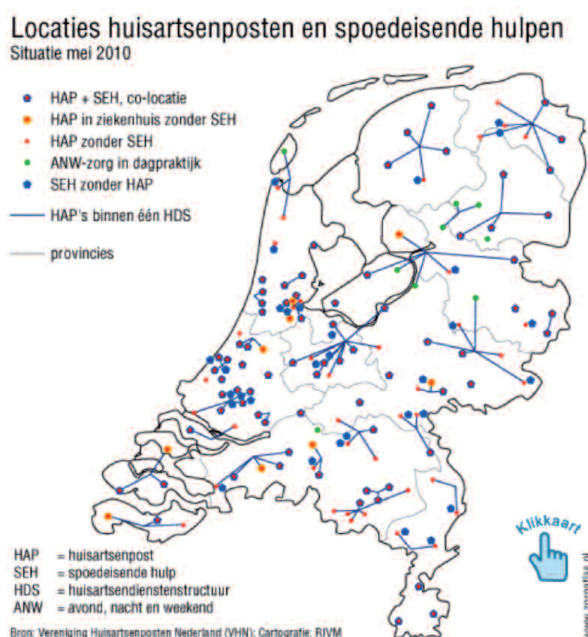 Locaties huisartsenposten en spoedeisende hulpen
Situatie mei 2010
HAP + SEH, co-locatie
HAP in ziekenhuis zonder SEH
HAP zonder SEH
ANW-zorg in dagpraktijk
SEH zonder HAP
HAP's binnen één HDS
provincies
Klikkaart
HAP = huisartsenpost
SEH = spoedeisende hulp
HDS = huisartsendienstenstructuur
ANW = avond, nacht en weekend
Bron: Vereniging Huisartsenposten Nederland (VHN); Cartografie: RIVM